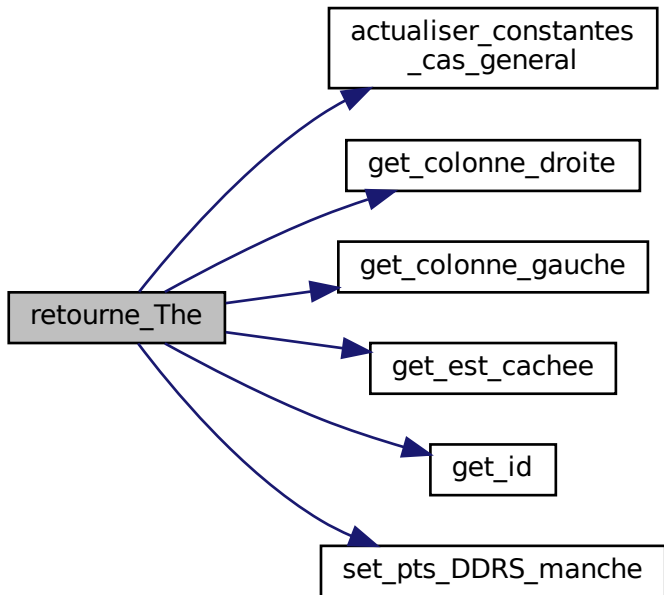 actualiser_constantes
_cas_general
get_colonne_droite
get_colonne_gauche
retourne_The
get_est_cachee
get_id
set_pts_DDRS_manche